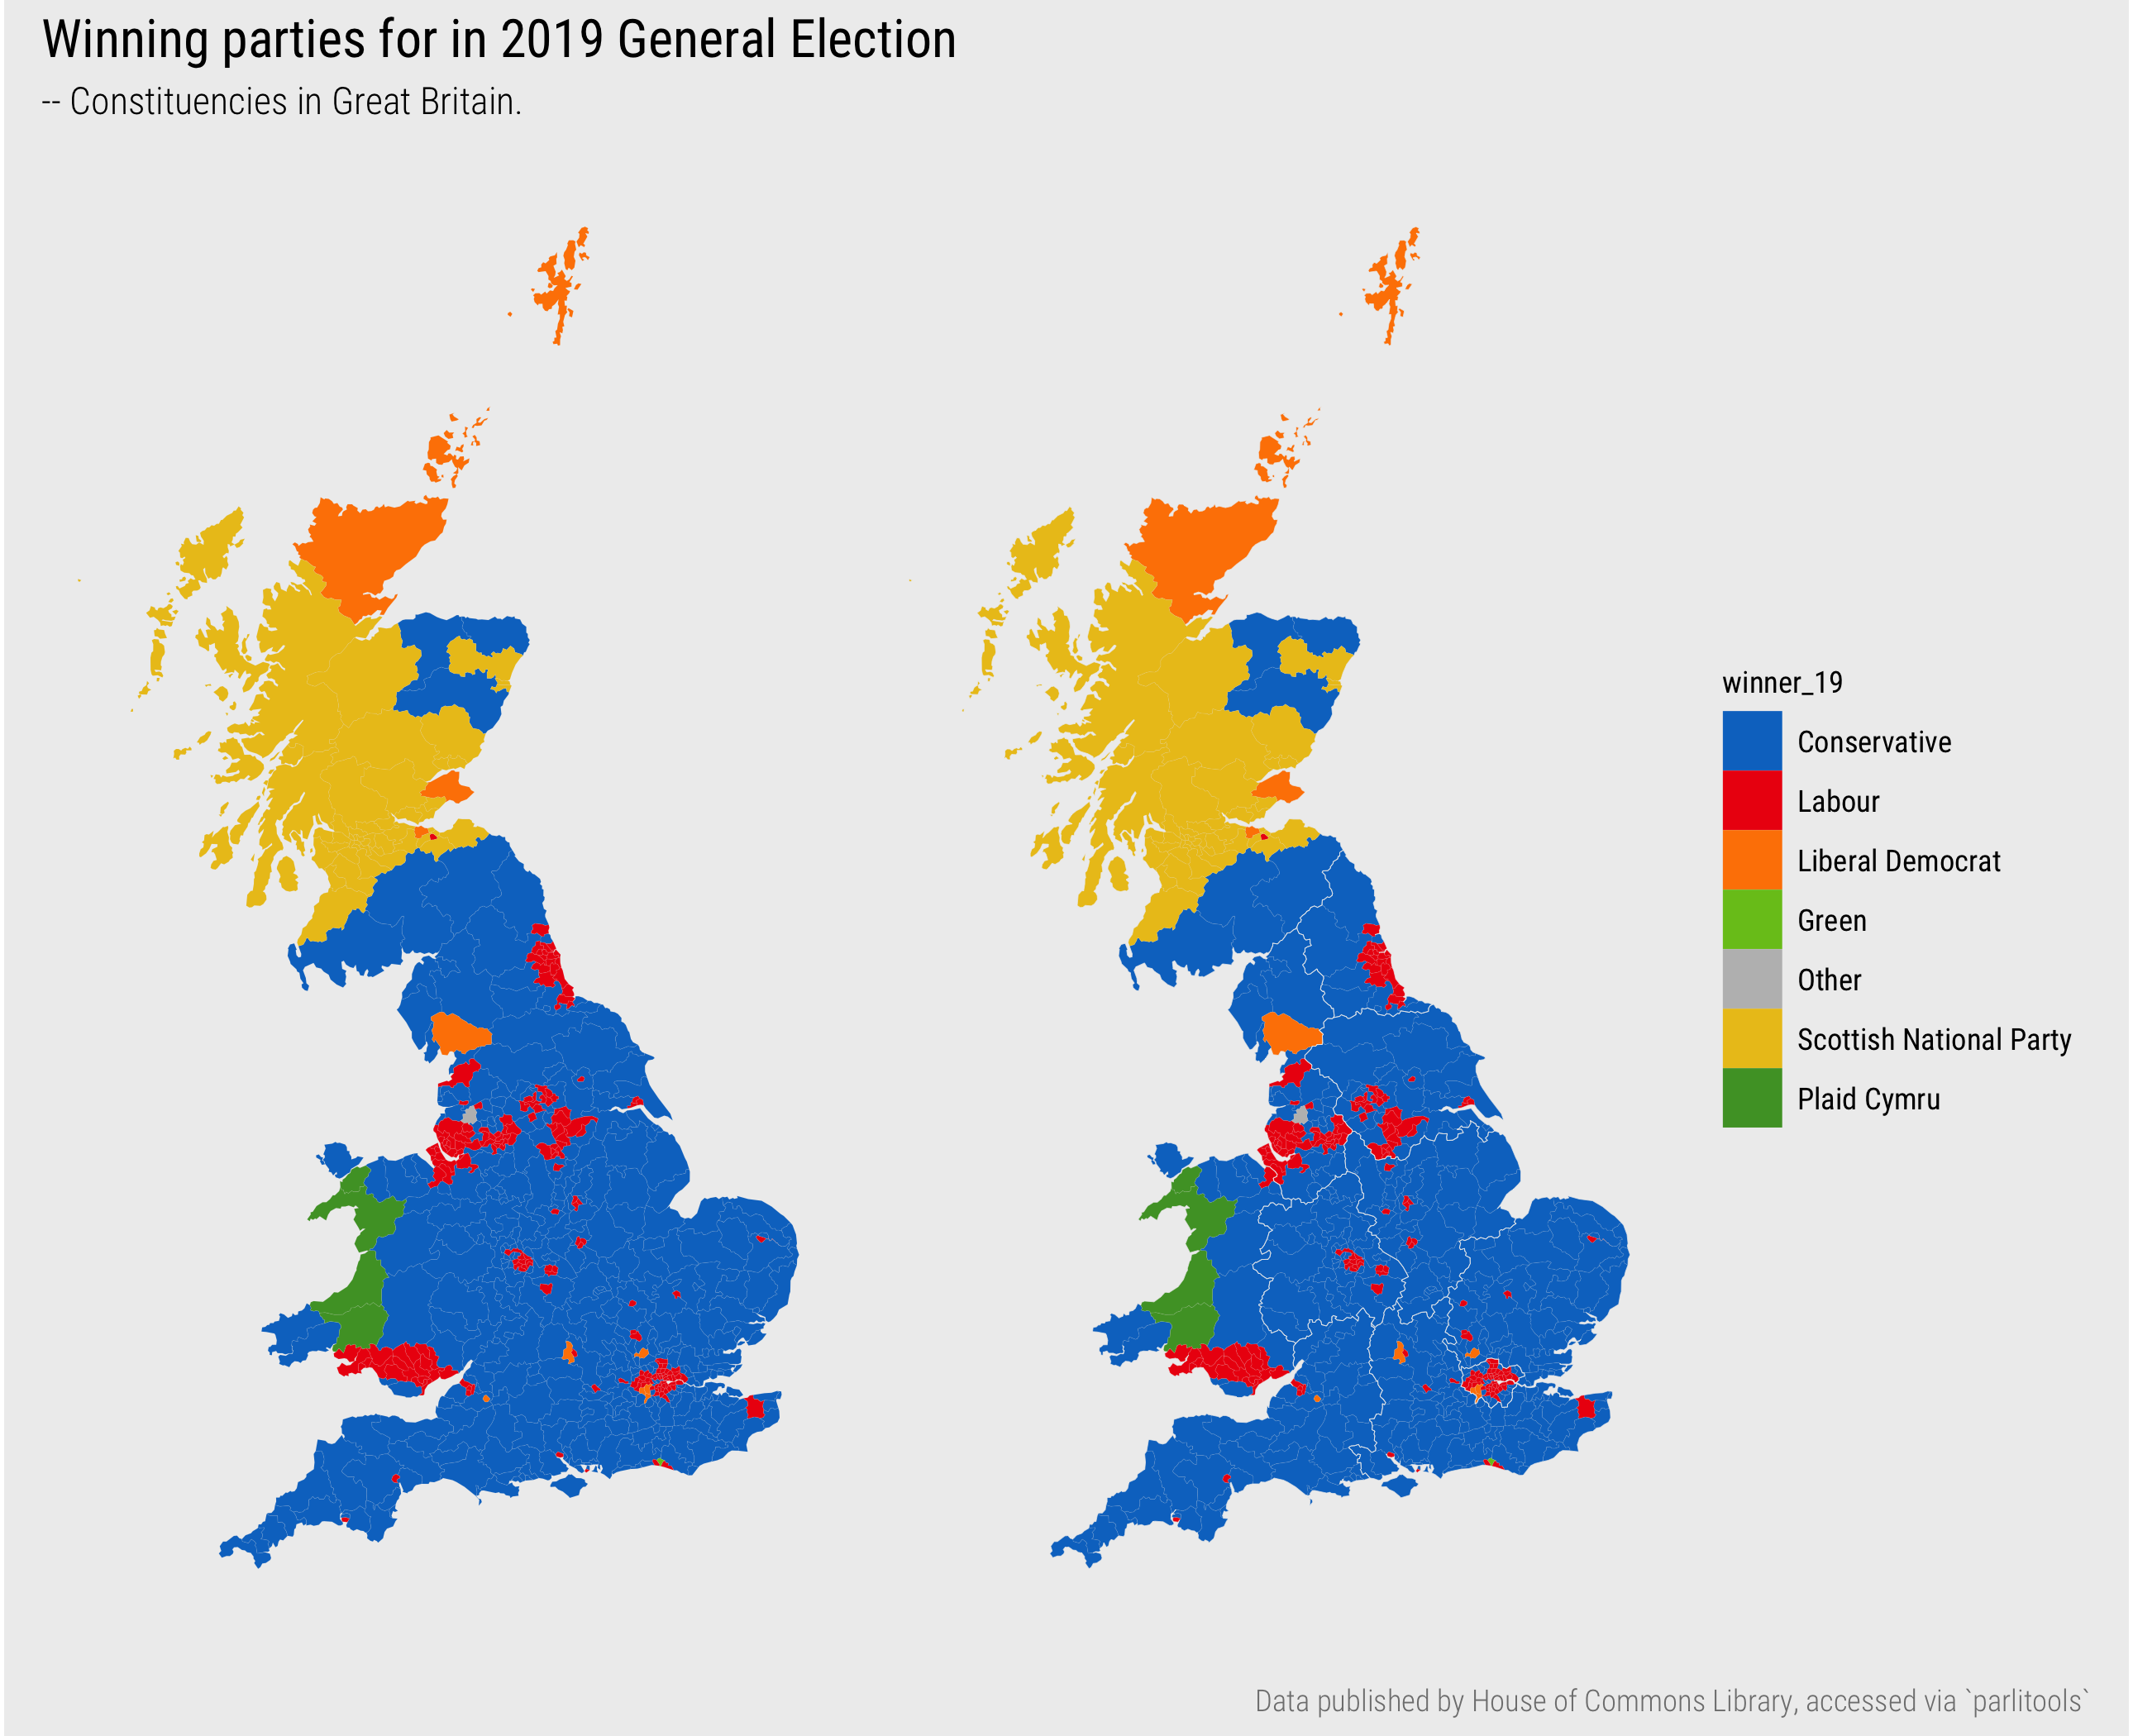 Winning parties for in 2019 General Election
-- Constituencies in Great Britain.
winner_19
Conservative
Labour
Liberal Democrat
Green
Other
Scottish National Party
Plaid Cymru
Data published by House of Commons Library, accessed via `parlitools`